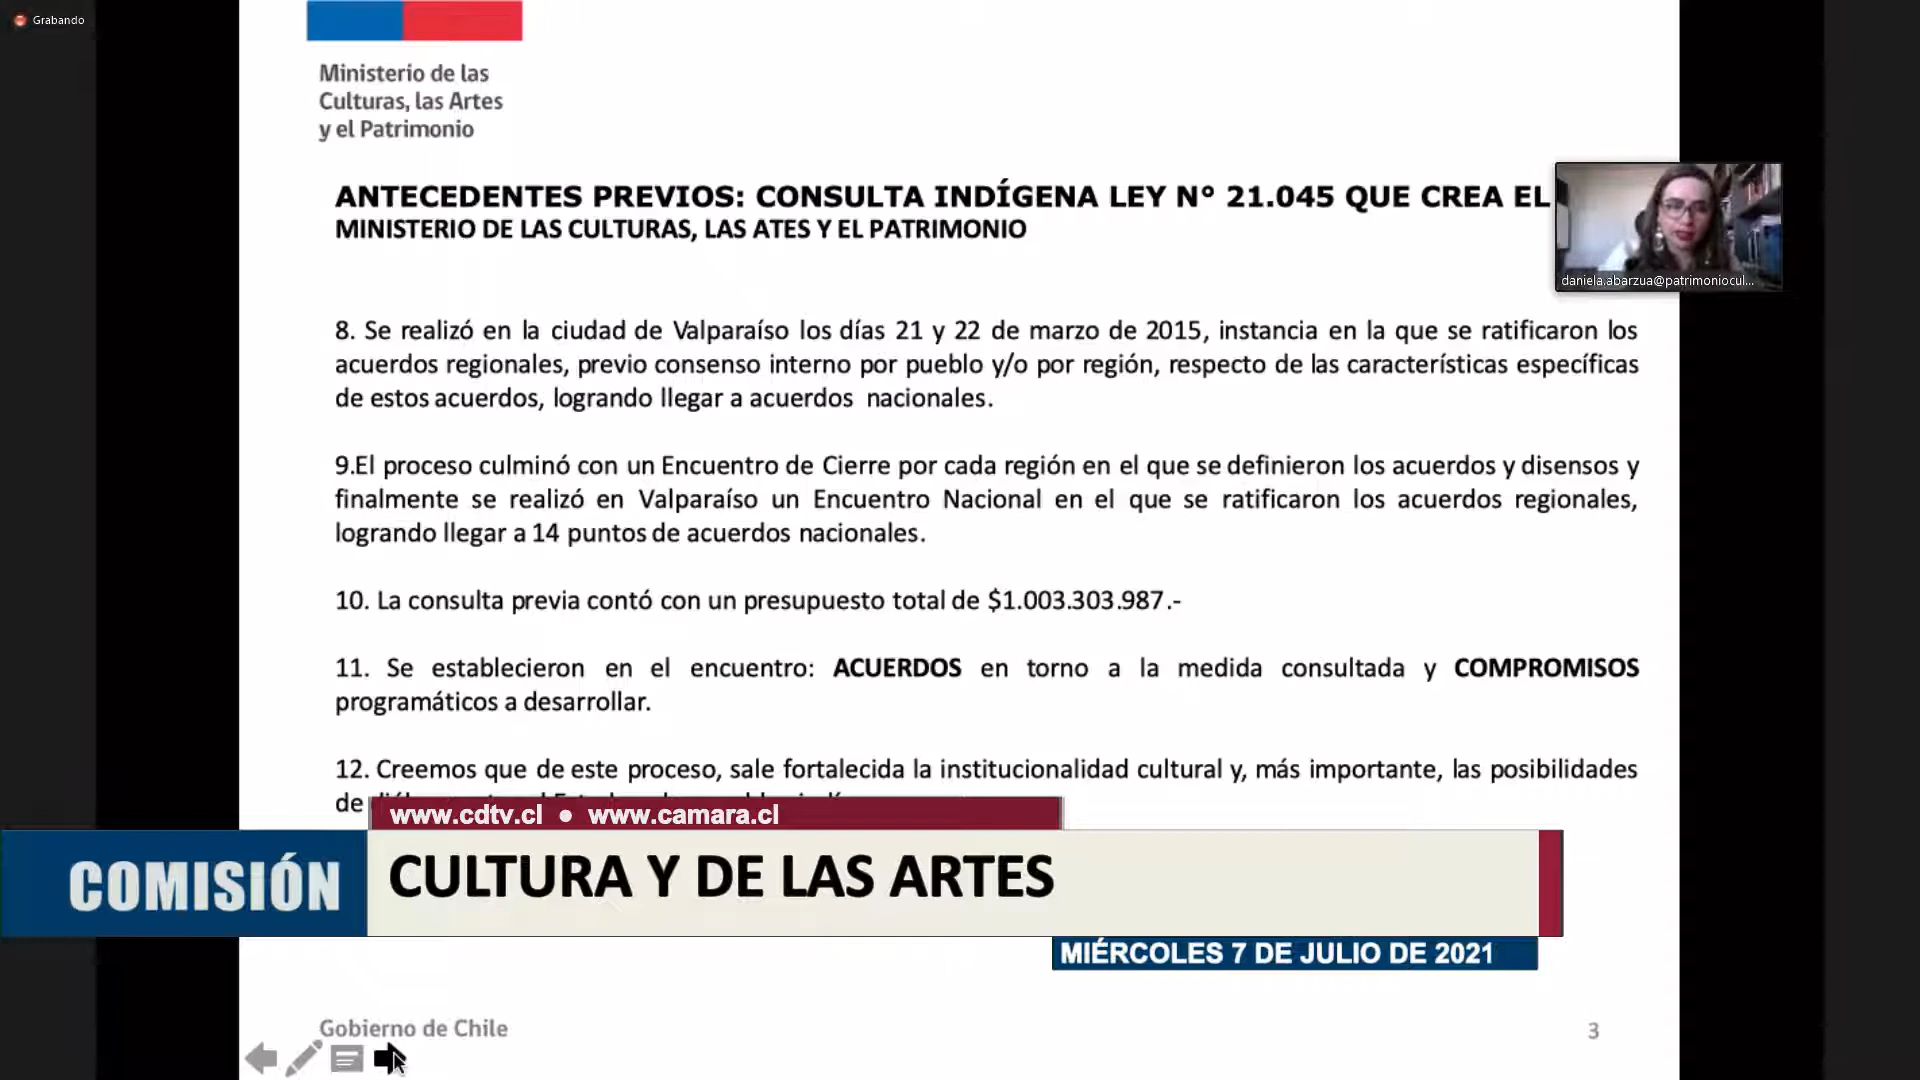 Grabando
Ministerio de las
Culturas, las Artes
y el Patrimonio
ANTECEDENTES PREVIOS: CONSULTA INDÍGENA LEY N° 21.045 QUE CREA EL
MINISTERIO DE LAS CULTURAS, LAS ATES Y EL PATRIMONIO
daniela.abarzua@patrimoniocul...
8. Se realizó en la ciudad de Valparaíso los días 21 y 22 de marzo de 2015, instancia en la que se ratificaron los
acuerdos regionales, previo consenso interno por pueblo y/o por región, respecto de las características específicas
de estos acuerdos, logrando llegar a acuerdos nacionales.
9.El proceso culminó con un Encuentro de Cierre por cada región en el que se definieron los acuerdos y disensos y
finalmente se realizó en Valparaíso un Encuentro Nacional en el que se ratificaron los acuerdos regionales,
logrando llegar a 14 puntos de acuerdos nacionales.
10. La consulta previa contó con un presupuesto total de $1.003.303.987.-
11. Se establecieron en el encuentro: ACUERDOS en torno a la medida consultada y COMPROMISOS
programáticos a desarrollar.
12. Creemos que de este proceso, sale fortalecida la institucionalidad cultural y, más importante, las posibilidades
de
www.cdtv.cl • www.camara.cl
COMISIÓN
CULTURA Y DE LAS ARTES
MIÉRCOLES 7 DE JULIO DE 2021
Gobierno de Chile
3